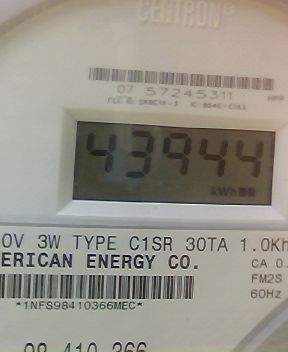 CENTRON®
07 57245311
43944
kWh
0V 3W TYPE C1SR 30TA 1.0Kh
ERICAN ENERGY CO.
CA 0.
FM2S
60Hz
*1NFS98410366MEC*
98 410 366